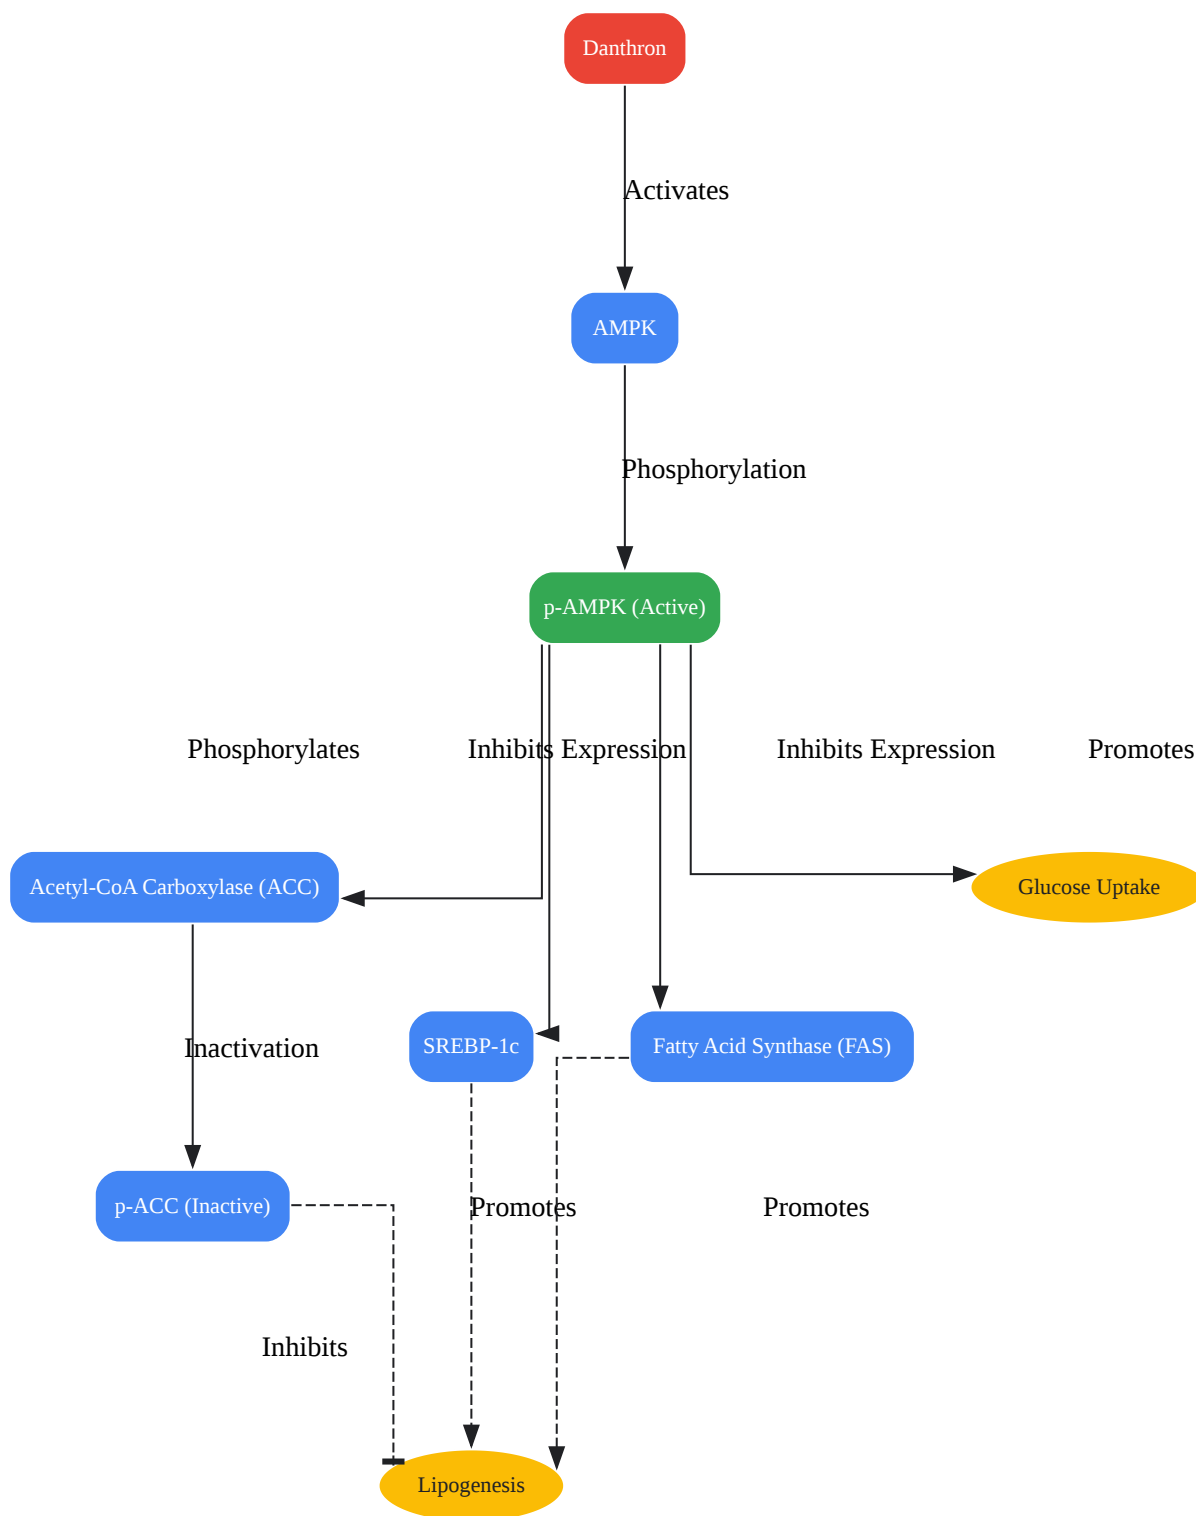 Danthron
Activates
AMPK
Phosphorylation
p-AMPK (Active)
Phosphorylates
Inhibits Expression
Inhibits Expression
Promotes
Acetyl-CoA Carboxylase (ACC)
Glucose Uptake
Inactivation
SREBP-1c
Fatty Acid Synthase (FAS)
p-ACC (Inactive)
Promotes
Promotes
Inhibits
Lipogenesis